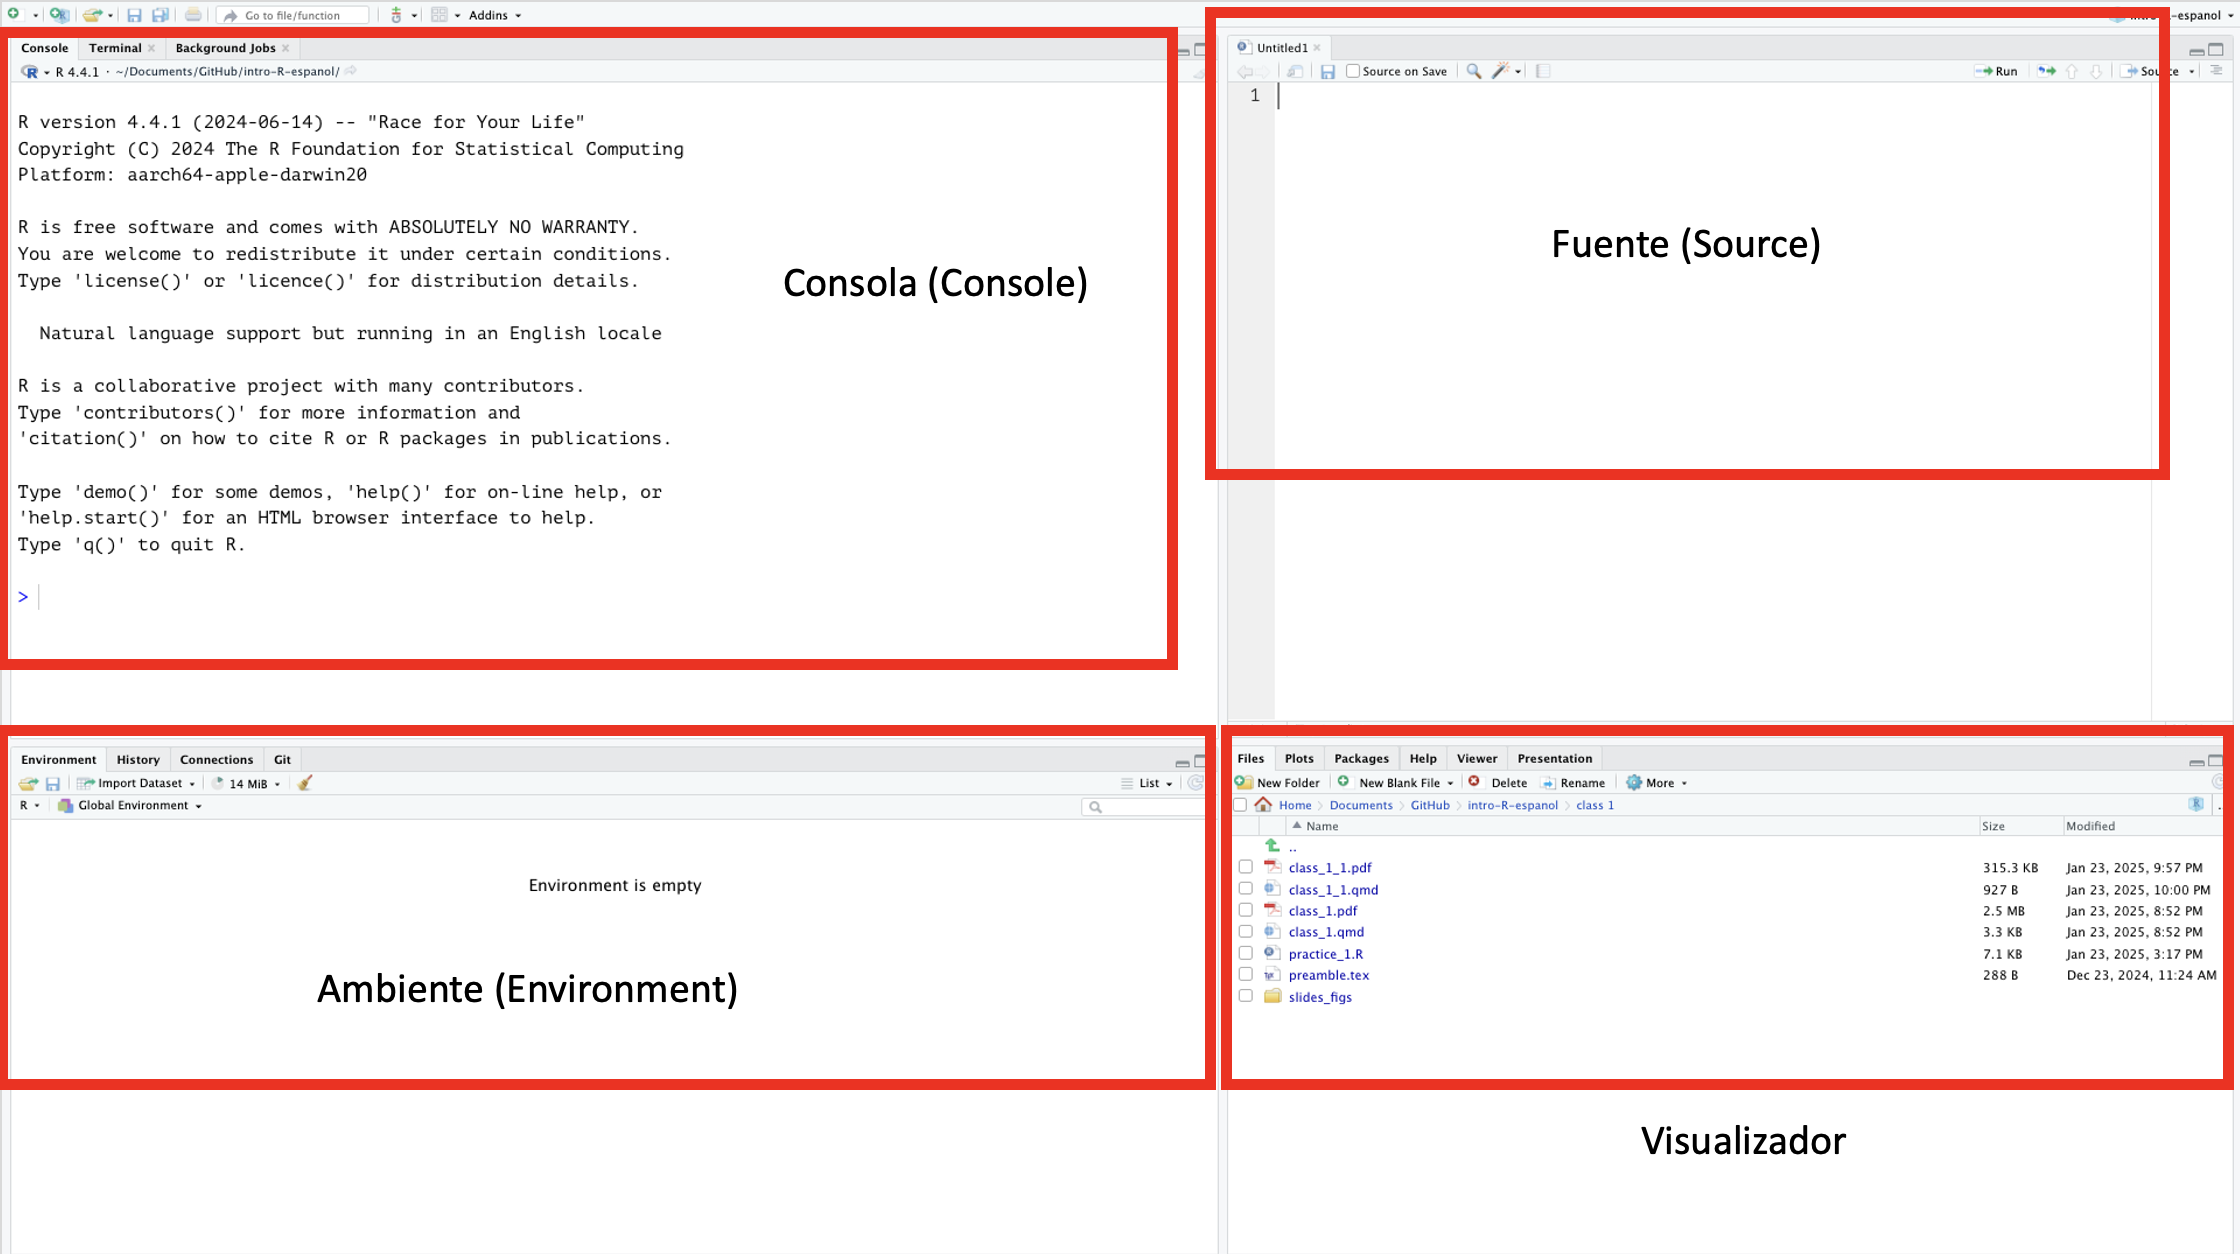 Go to file/function
Addins
-espanol
Console
Terminal
Background Jobs
R 4.4.1 · ~/Documents/GitHub/intro-R-espanol/
R version 4.4.1 (2024-06-14) -- "Race for Your Life"
Copyright (C) 2024 The R Foundation for Statistical Computing
Platform: aarch64-apple-darwin20
R is free software and comes with ABSOLUTELY NO WARRANTY.
You are welcome to redistribute it under certain conditions.
Type 'license()' or 'licence()' for distribution details.
Natural language support but running in an English locale
R is a collaborative project with many contributors.
Type 'contributors()' for more information and
'citation()' on how to cite R or R packages in publications.
Type 'demo()' for some demos, 'help()' for on-line help, or
'help.start()' for an HTML browser interface to help.
Type 'q()' to quit R.
>
Consola (Console)
Untitled1
Source on Save
Run
Source
1
Fuente (Source)
Environment
History
Connections
Git
Import Dataset
14 MiB
List
R
Global Environment
Environment is empty
Ambiente (Environment)
Files
Plots
Packages
Help
Viewer
Presentation
New Folder
New Blank File
Delete
Rename
More
Home
Documents
GitHub
intro-R-espanol
class 1
Name
Size
Modified
..
class_1_1.pdf 315.3 KB Jan 23, 2025, 9:57 PM
class_1_1.qmd 927 B Jan 23, 2025, 10:00 PM
class_1.pdf 2.5 MB Jan 23, 2025, 8:52 PM
class_1.qmd 3.3 KB Jan 23, 2025, 8:52 PM
practice_1.R 7.1 KB Jan 23, 2025, 3:17 PM
preamble.tex 288 B Dec 23, 2024, 11:24 AM
slides_figs
Visualizador